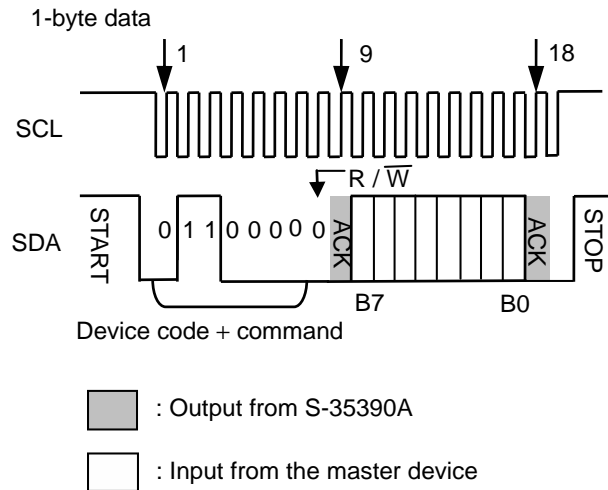 1-byte data
1 9 18
SCL
R / W
SDA START 0 1 1 0 0 0 0 0 ACK ACK STOP
B7 B0
Device code + command
: Output from S-35390A
: Input from the master device